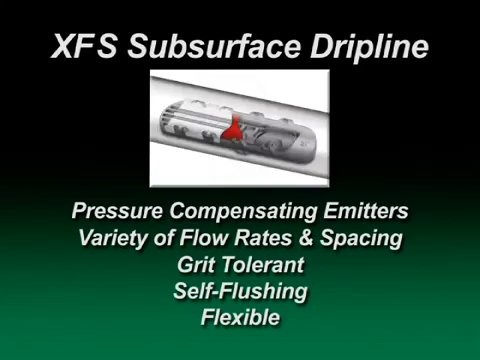 XFS Subsurface Dripline
Pressure Compensating Emitters
Variety of Flow Rates & Spacing
Grit Tolerant
Self-Flushing
Flexible